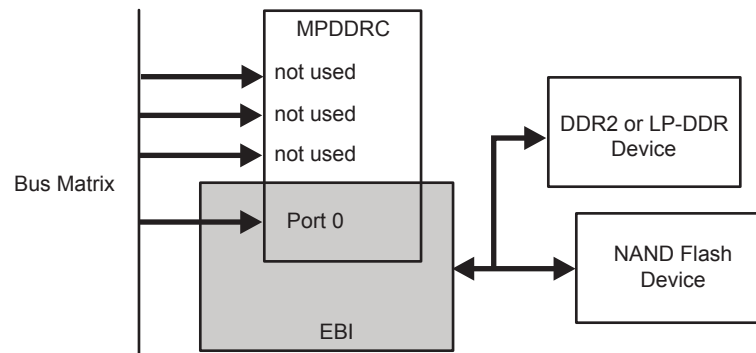 MPDDRC
not used
not used
not used
Bus Matrix
Port 0
EBI
DDR2 or LP-DDR
Device
NAND Flash
Device